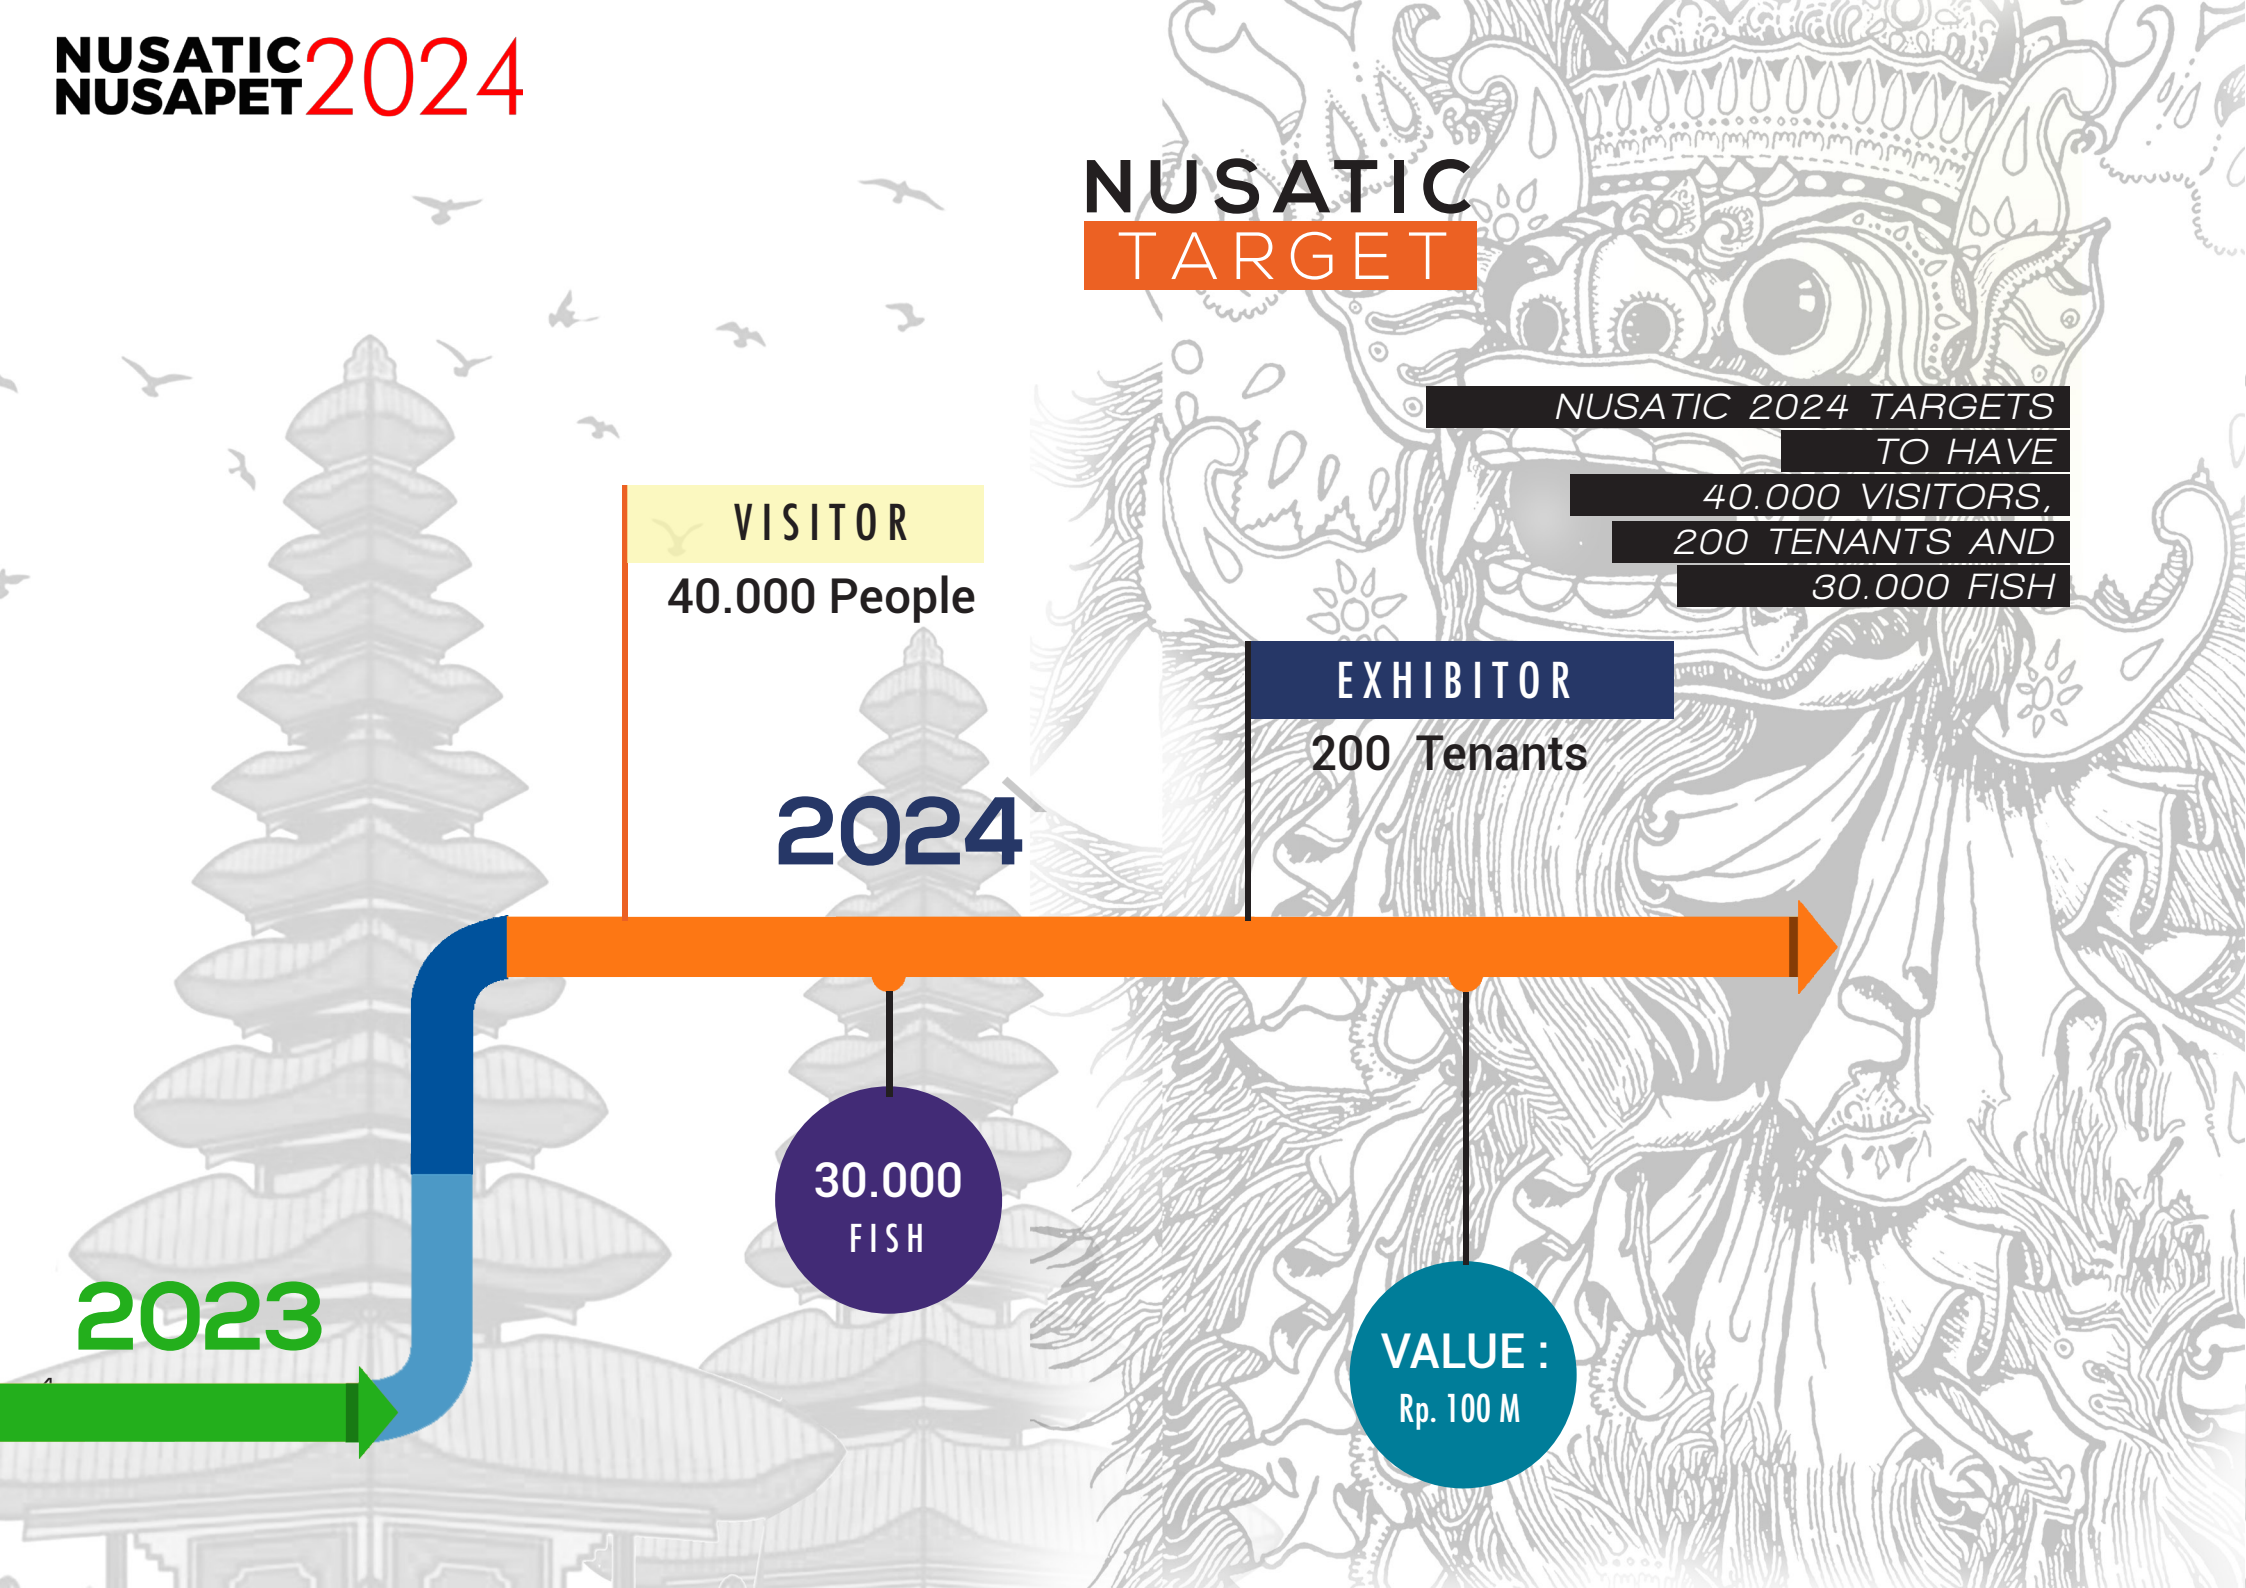 NUSATIC
NUSAPET 2024
NUSATIC
TARGET
NUSATIC 2024 TARGETS
TO HAVE
40.000 VISITORS,
200 TENANTS AND
30.000 FISH
VISITOR
40.000 People
EXHIBITOR
200 Tenants
2024
30.000
FISH
2023
VALUE :
Rp. 100 M